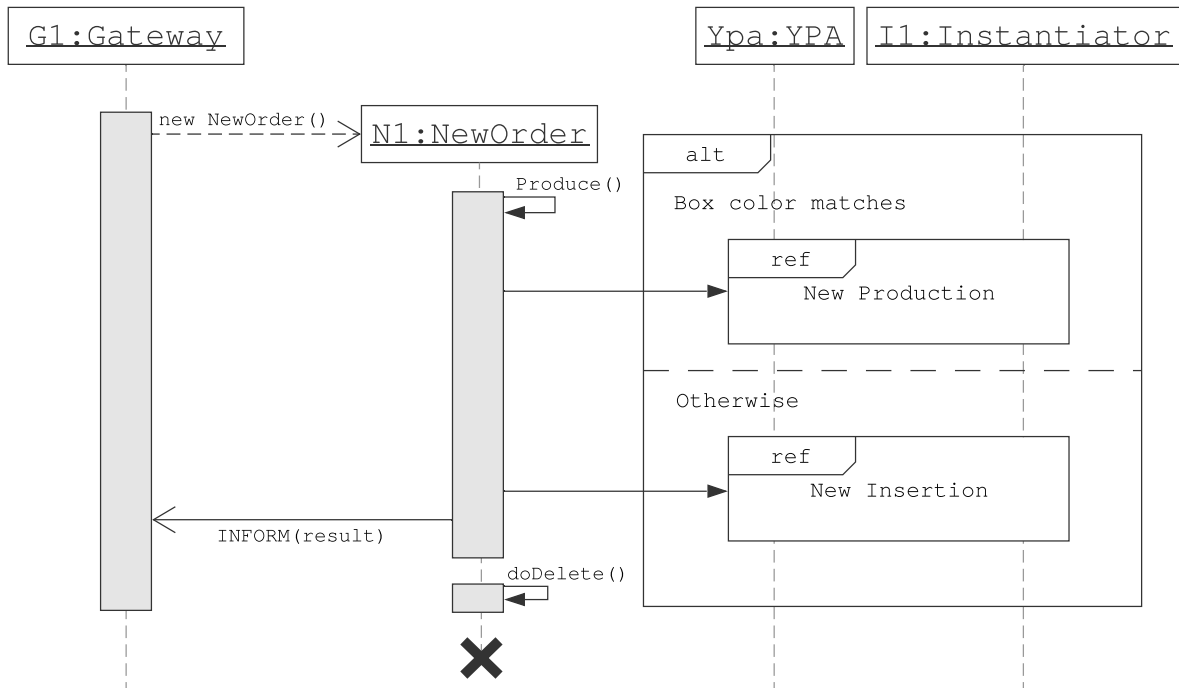 G1:Gateway
Ypa:YPA
I1:Instantiator
new NewOrder()
N1:NewOrder
alt
Produce()
Box color matches
ref
New Production
Otherwise
ref
New Insertion
INFORM(result)
doDelete()